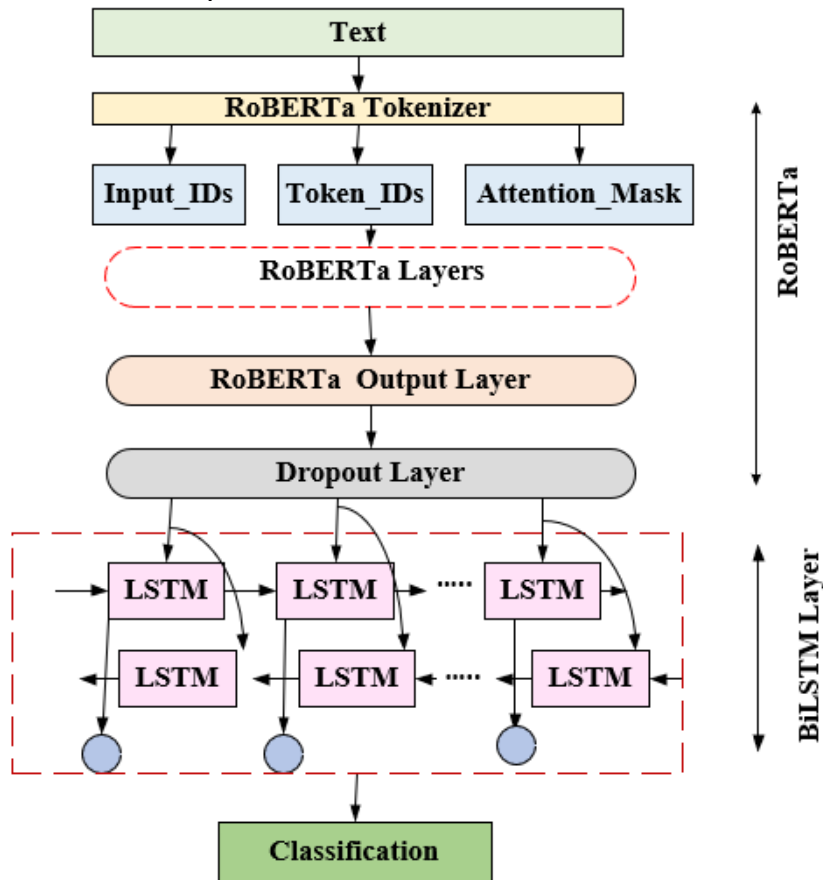 Text
RoBERTa Tokenizer
Input_IDs
Token_IDs
Attention_Mask
RoBERTa Layers
RoBERTa Output Layer
Dropout Layer
LSTM
LSTM
.....
LSTM
LSTM
LSTM
.....
LSTM
Classification
RoBERTa
BiLSTM Layer